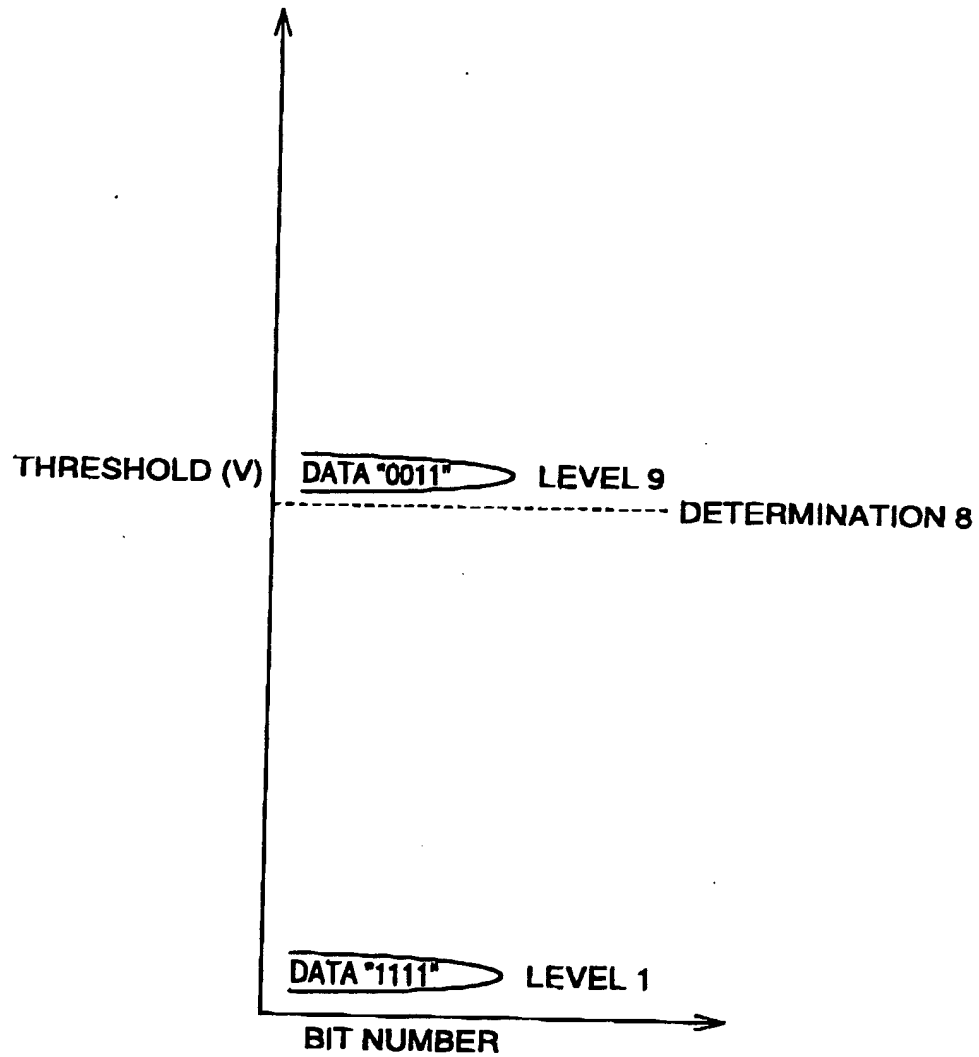 THRESHOLD (V)
DATA "0011"
LEVEL 9
DETERMINATION 8
DATA "1111"
LEVEL 1
BIT NUMBER